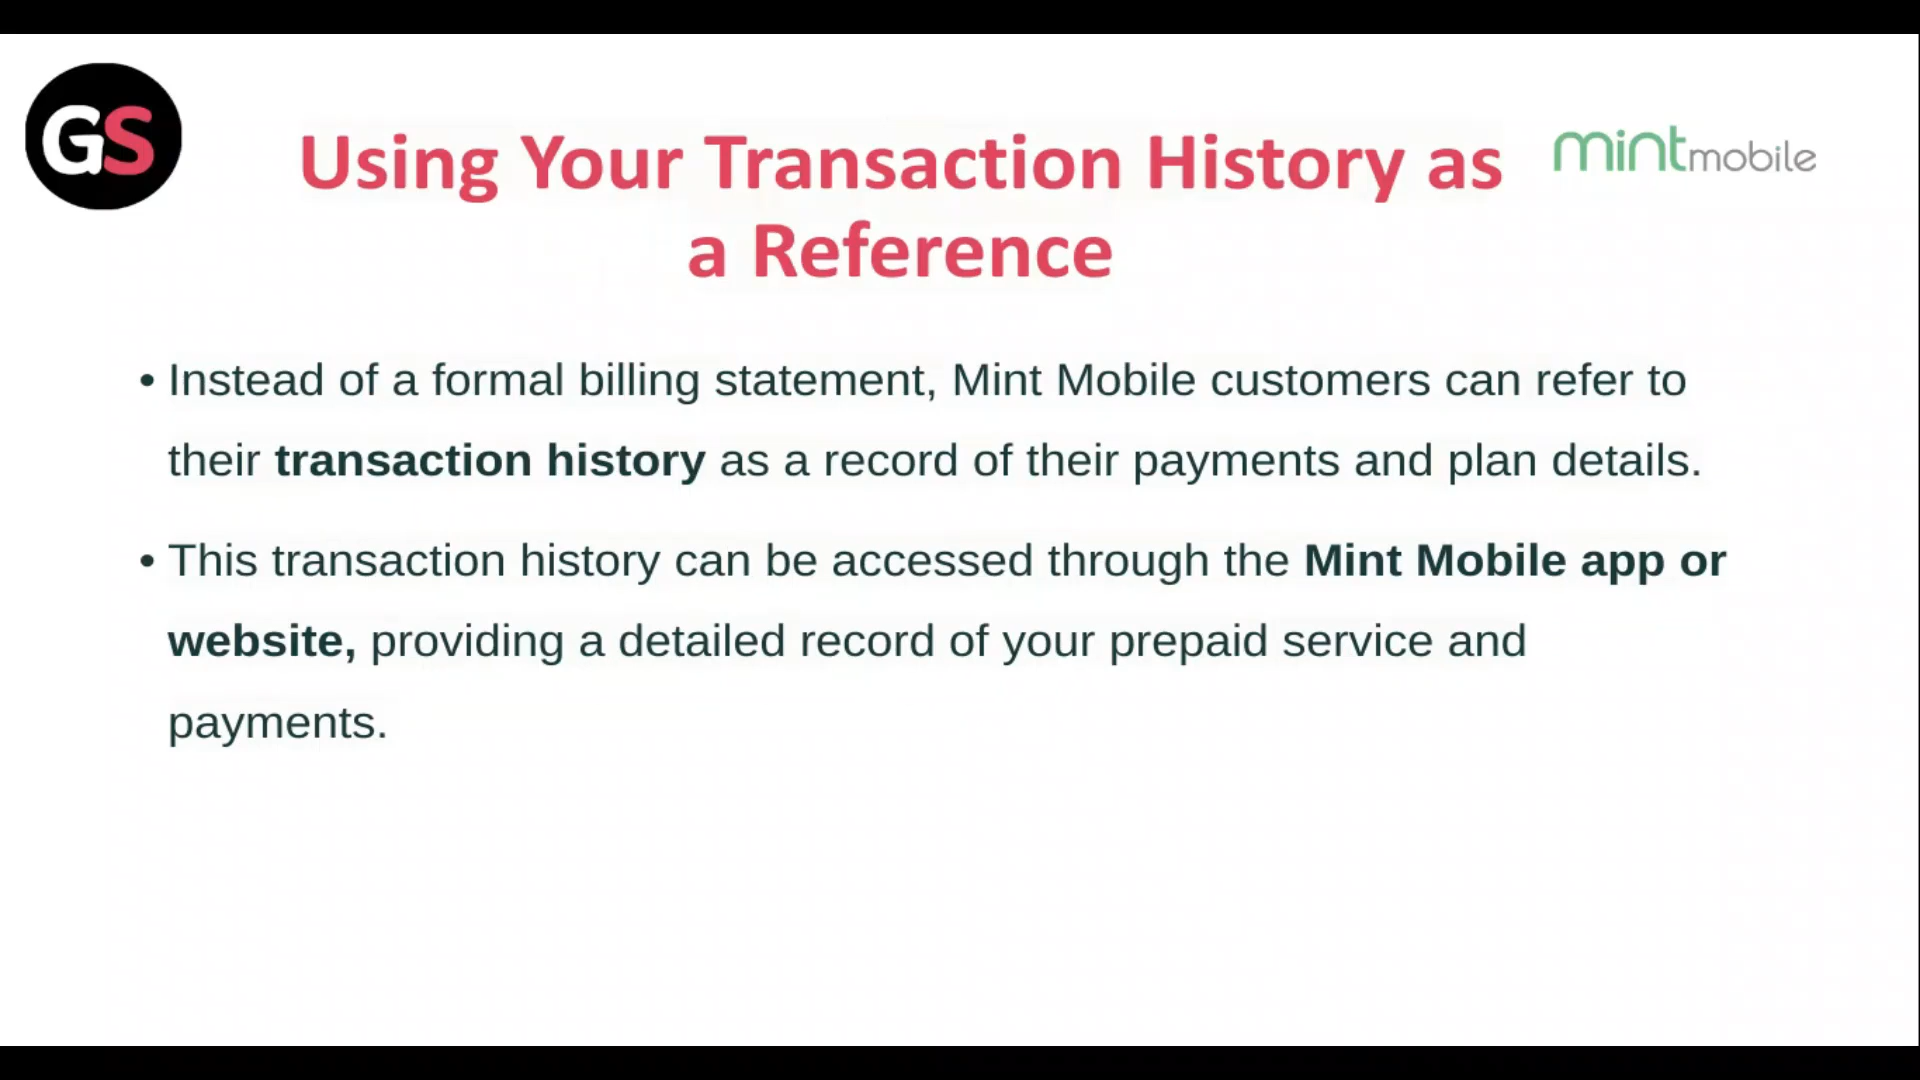 GS
Using Your Transaction History as
mintmobile
a Reference
• Instead of a formal billing statement, Mint Mobile customers can refer to
their transaction history as a record of their payments and plan details.
• This transaction history can be accessed through the Mint Mobile app or
website, providing a detailed record of your prepaid service and
payments.